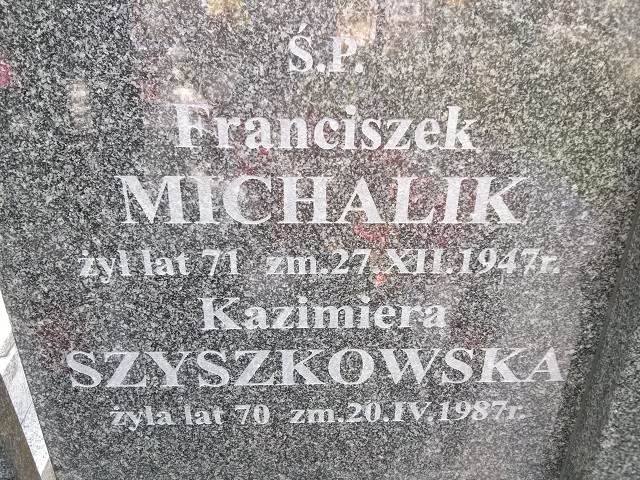 Ś.P.
Franciszek
MICHALIK
żył lat 71 zm.27.XII.1947r.
Kazimiera
SZYSZKOWSKA
żyła lat 70 zm.20.IV.1987r.